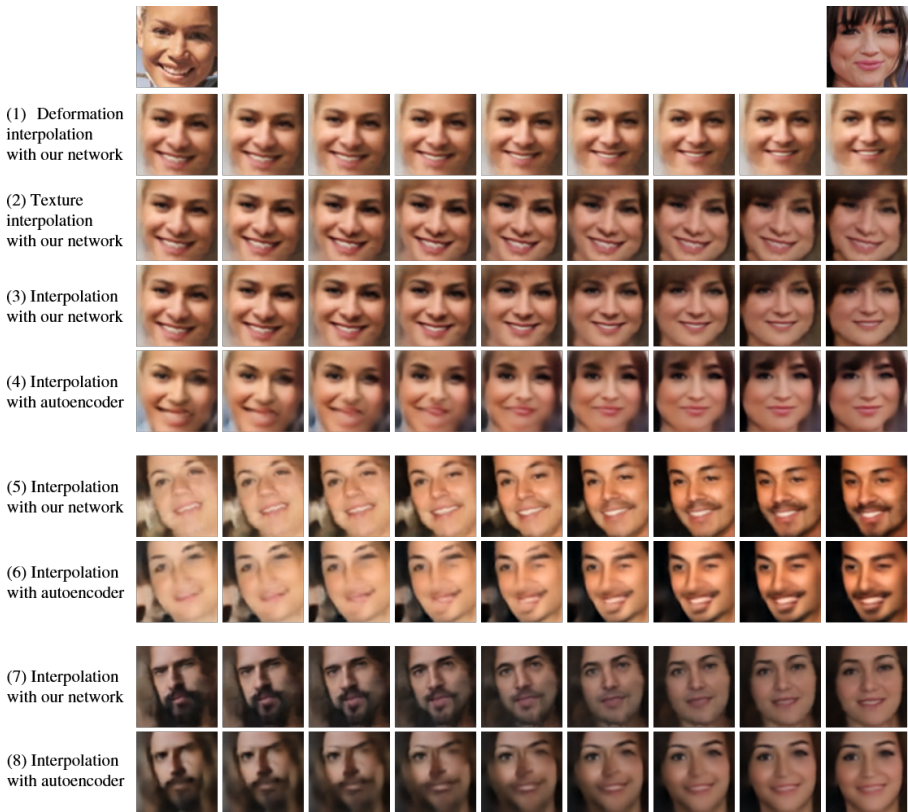 (1) Deformation
interpolation
with our network
(2) Texture
interpolation
with our network
(3) Interpolation
with our network
(4) Interpolation
with autoencoder
(5) Interpolation
with our network
(6) Interpolation
with autoencoder
(7) Interpolation
with our network
(8) Interpolation
with autoencoder